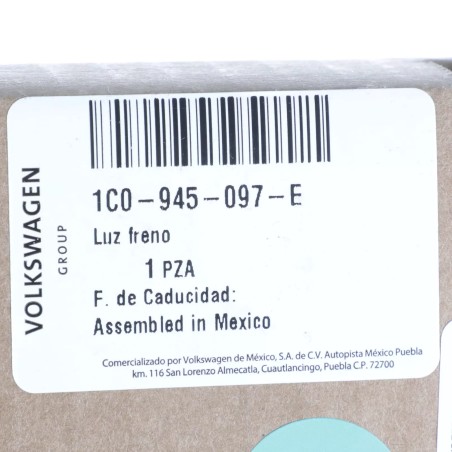 VOLKSWAGEN
GROUP
1C0-945-097-E
Luz freno
1 PZA
F. de Caducidad:
Assembled in Mexico
Comercializado por Volkswagen de México, S.A. de C.V. Autopista México Puebla
km. 116 San Lorenzo Almecatla, Cuautlancingo, Puebla C.P. 72700